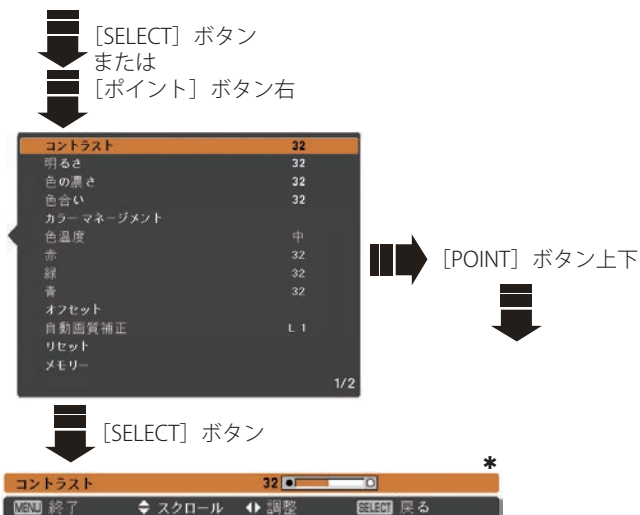 ［SELECT］ボタン
または
［ポイント］ボタン右
コントラスト 32
明るさ 32
色の濃さ 32
色合い 32
カラー マネージメント
色温度 中
赤 32
緑 32
青 32
オフセット
自動画質補正 L 1
リセット
メモリー
1/2
［POINT］ボタン上下
［SELECT］ボタン
*
コントラスト 32
MENU 終了 スクロール 調整 SELECT 戻る